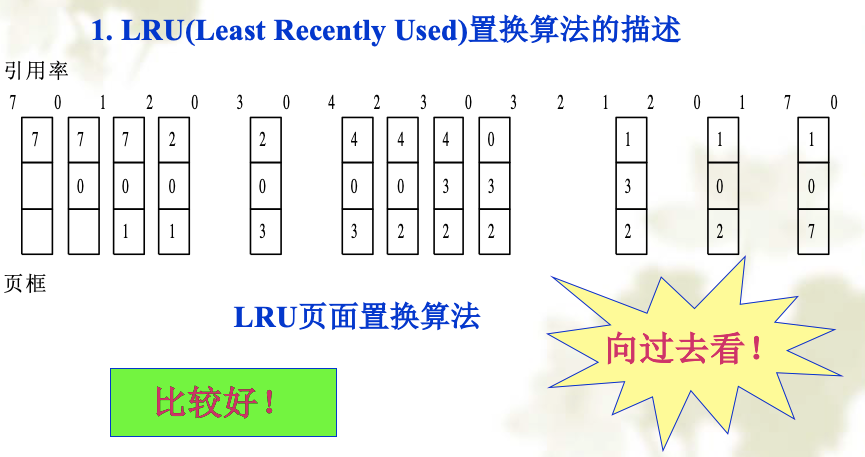 1. LRU(Least Recently Used)置换算法的描述
引用率
7 0 1 2 0 3 0 4 2 3 0 3 2 1 2 0 1 7 0
7 7 7 2 2 4 4 4 0 1 1 1
0 0 0 0 0 0 3 3 3 0 0
1 1 3 3 2 2 2 2 2 7
页框
LRU页面置换算法
向过去看！
比较好！